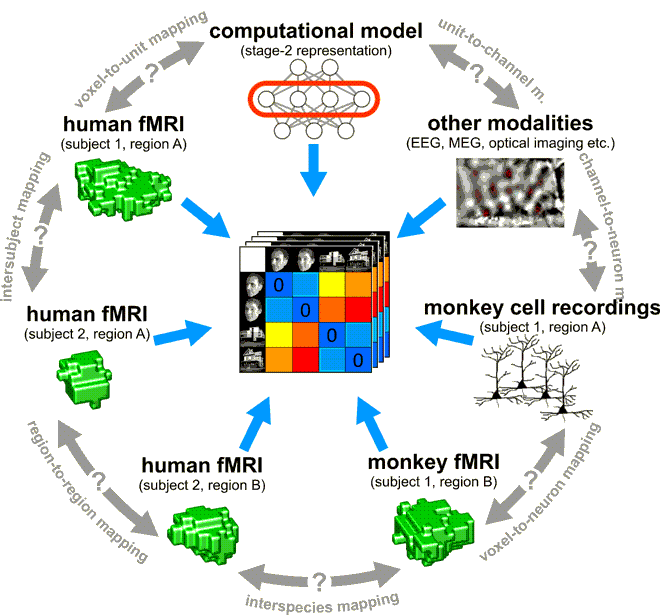 computational model
(stage-2 representation)
voxel-to-unit mapping
?
unit-to-channel m.
?
human fMRI
(subject 1, region A)
other modalities
(EEG, MEG, optical imaging etc.)
intersubject mapping
?
channel-to-neuron m.
?
0
0
0
0
human fMRI
(subject 2, region A)
monkey cell recordings
(subject 1, region A)
region-to-region mapping
?
voxel-to-neuron mapping
?
human fMRI
(subject 2, region B)
monkey fMRI
(subject 1, region B)
?
interspecies mapping